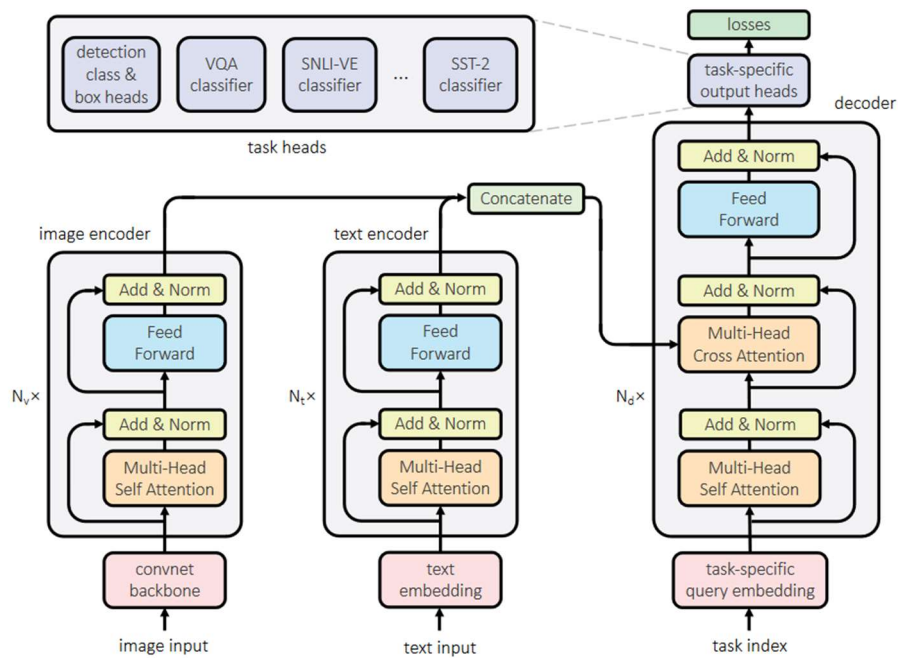 detection
class &
box heads
VQA
classifier
SNLI-VE
classifier
...
SST-2
classifier
task heads
losses
task-specific
output heads
decoder
Add & Norm
Feed
Forward
Add & Norm
Multi-Head
Cross Attention
Add & Norm
Multi-Head
Self Attention
N_d×
task-specific
query embedding
task index
Concatenate
image encoder
Add & Norm
Feed
Forward
Add & Norm
Multi-Head
Self Attention
N_v×
convnet
backbone
image input
text encoder
Add & Norm
Feed
Forward
Add & Norm
Multi-Head
Self Attention
N_t×
text
embedding
text input